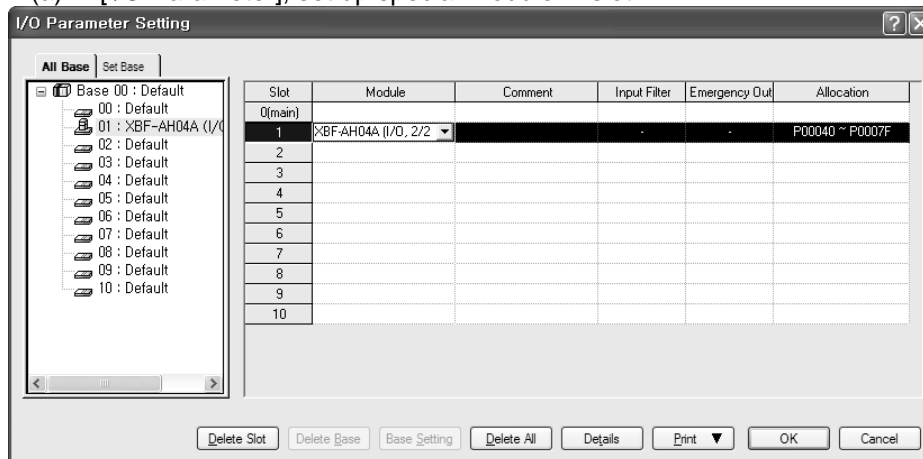 I/O Parameter Setting
All Base Set Base
Base 00 : Default
00 : Default
01 : XBF-AH04A (I/O
02 : Default
03 : Default
04 : Default
05 : Default
06 : Default
07 : Default
08 : Default
09 : Default
10 : Default
Slot Module Comment Input Filter Emergency Out Allocation
0(main)
1 XBF-AH04A (I/O, 2/2 - - P00040 ~ P0007F
2
3
4
5
6
7
8
9
10
Delete Slot Delete Base Base Setting Delete All Details Print ▼ OK Cancel